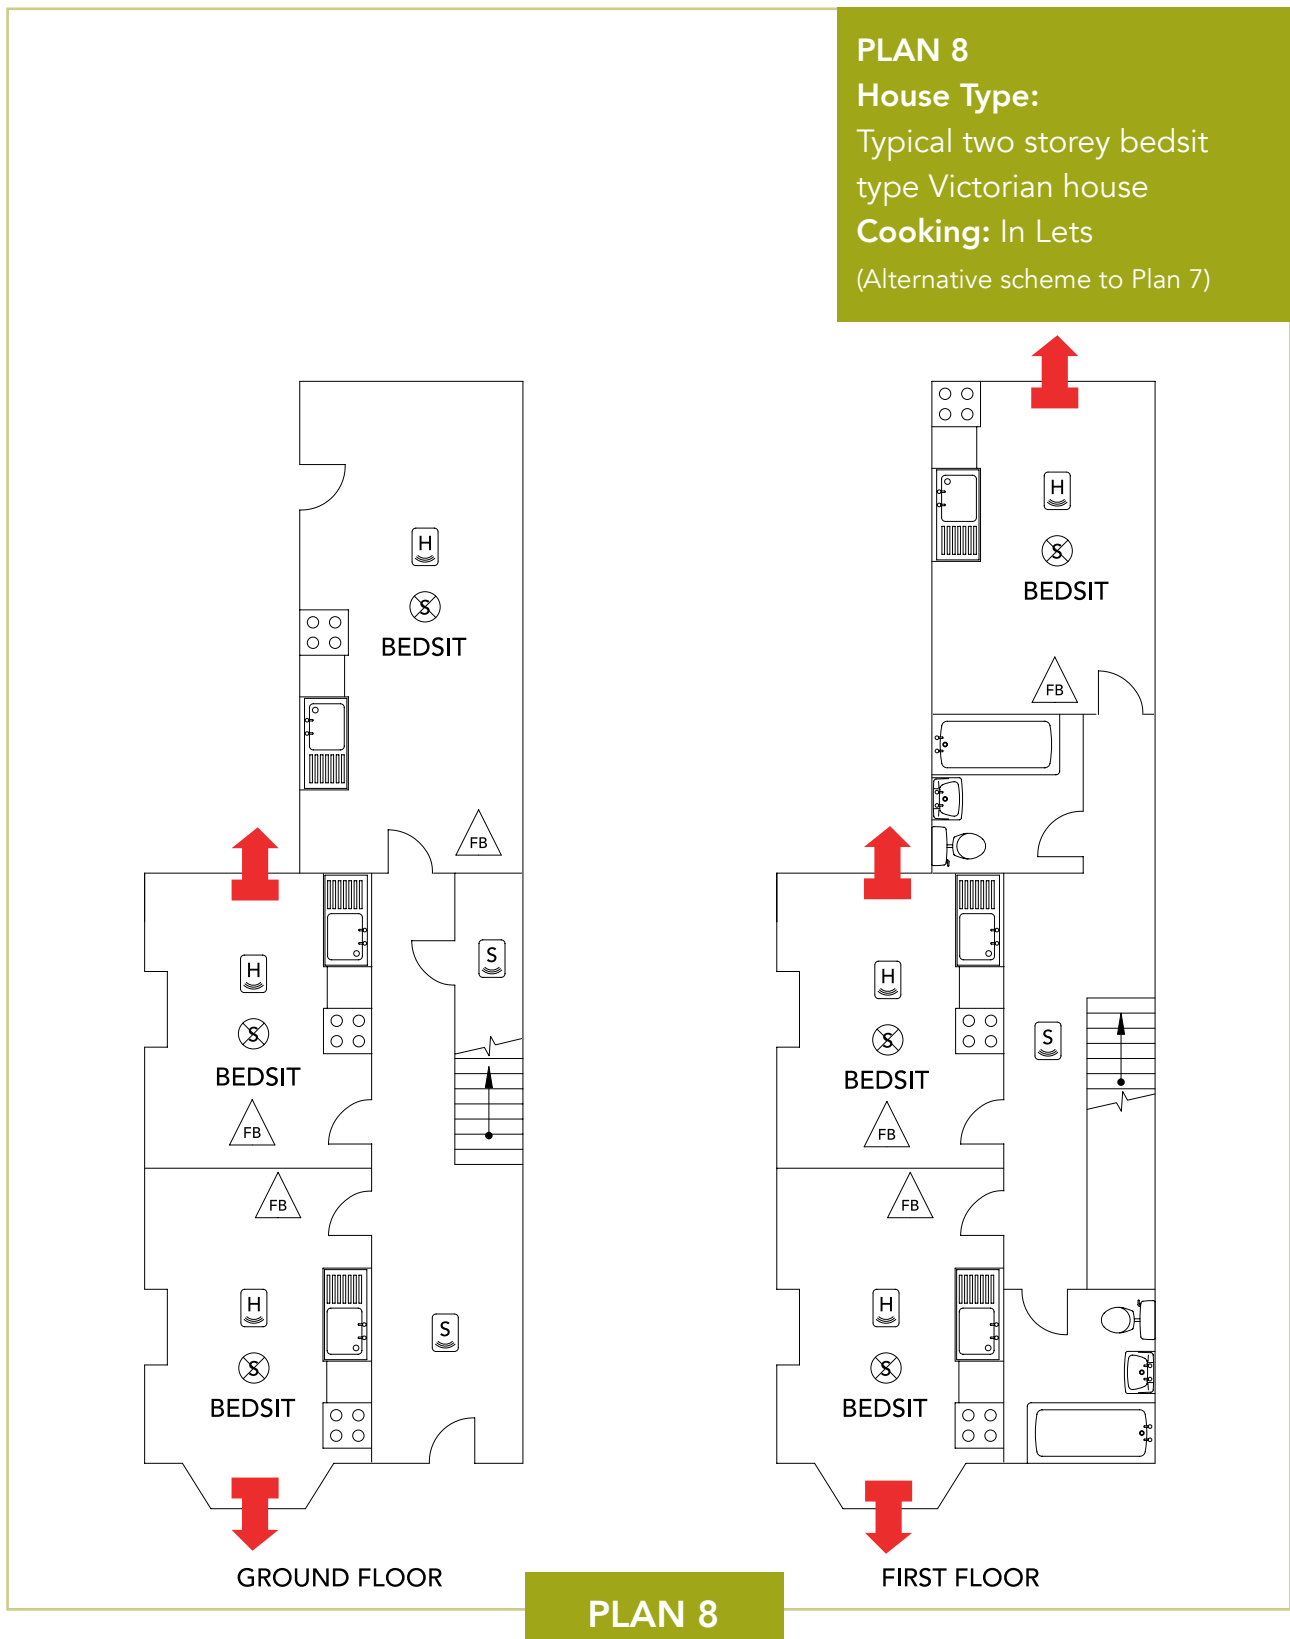 PLAN 8
House Type:
Typical two storey bedsit
type Victorian house
Cooking: In Lets
(Alternative scheme to Plan 7)
H
S
BEDSIT
FB
H
S
BEDSIT
FB
S
FB
H
S
BEDSIT
S
GROUND FLOOR
H
S
BEDSIT
FB
H
S
BEDSIT
FB
S
FB
H
S
BEDSIT
FIRST FLOOR
PLAN 8